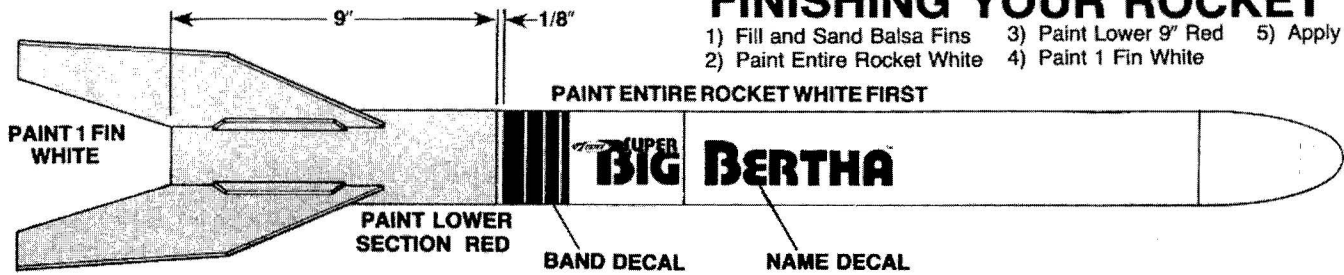 FINISHING YOUR ROCKET
1) Fill and Sand Balsa Fins 3) Paint Lower 9" Red 5) Apply
2) Paint Entire Rocket White 4) Paint 1 Fin White
9"
1/8"
PAINT ENTIRE ROCKET WHITE FIRST
PAINT 1 FIN
WHITE
SUPER
BIG BERTHA™
PAINT LOWER
SECTION RED
BAND DECAL
NAME DECAL